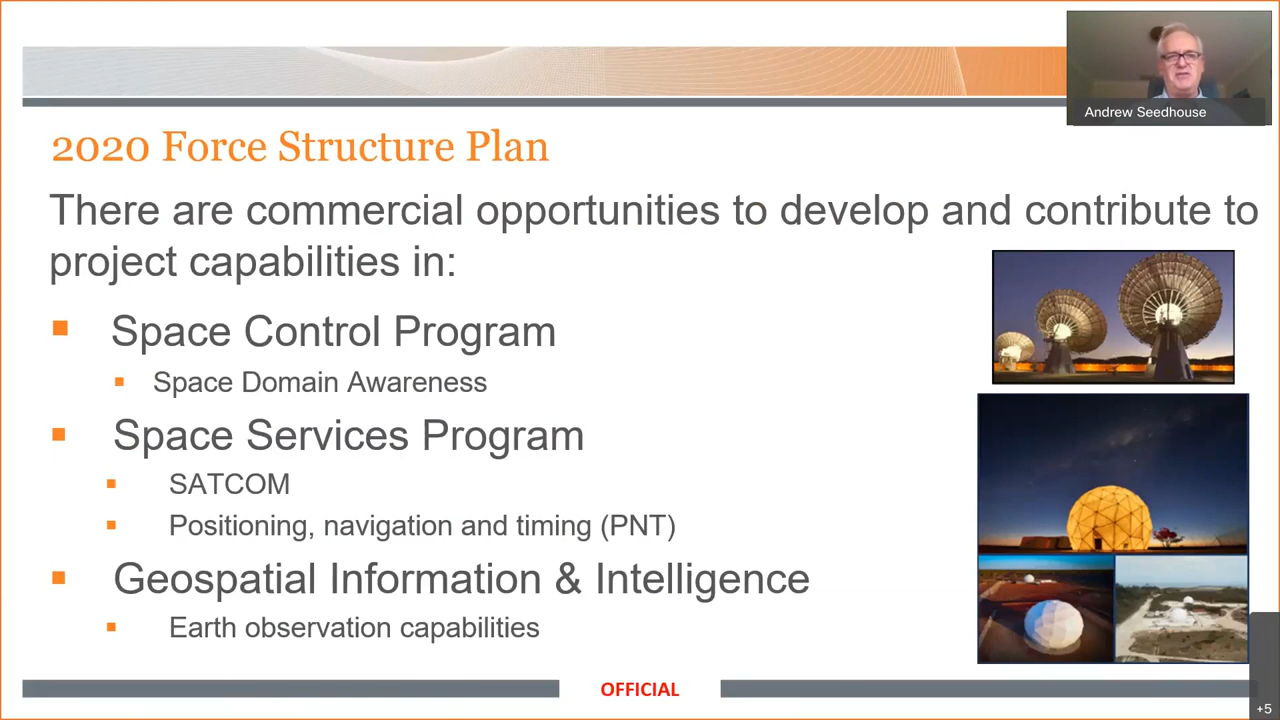 Andrew Seedhouse
2020 Force Structure Plan
There are commercial opportunities to develop and contribute to
project capabilities in:
Space Control Program
Space Domain Awareness
Space Services Program
SATCOM
Positioning, navigation and timing (PNT)
Geospatial Information & Intelligence
Earth observation capabilities
OFFICIAL
+5